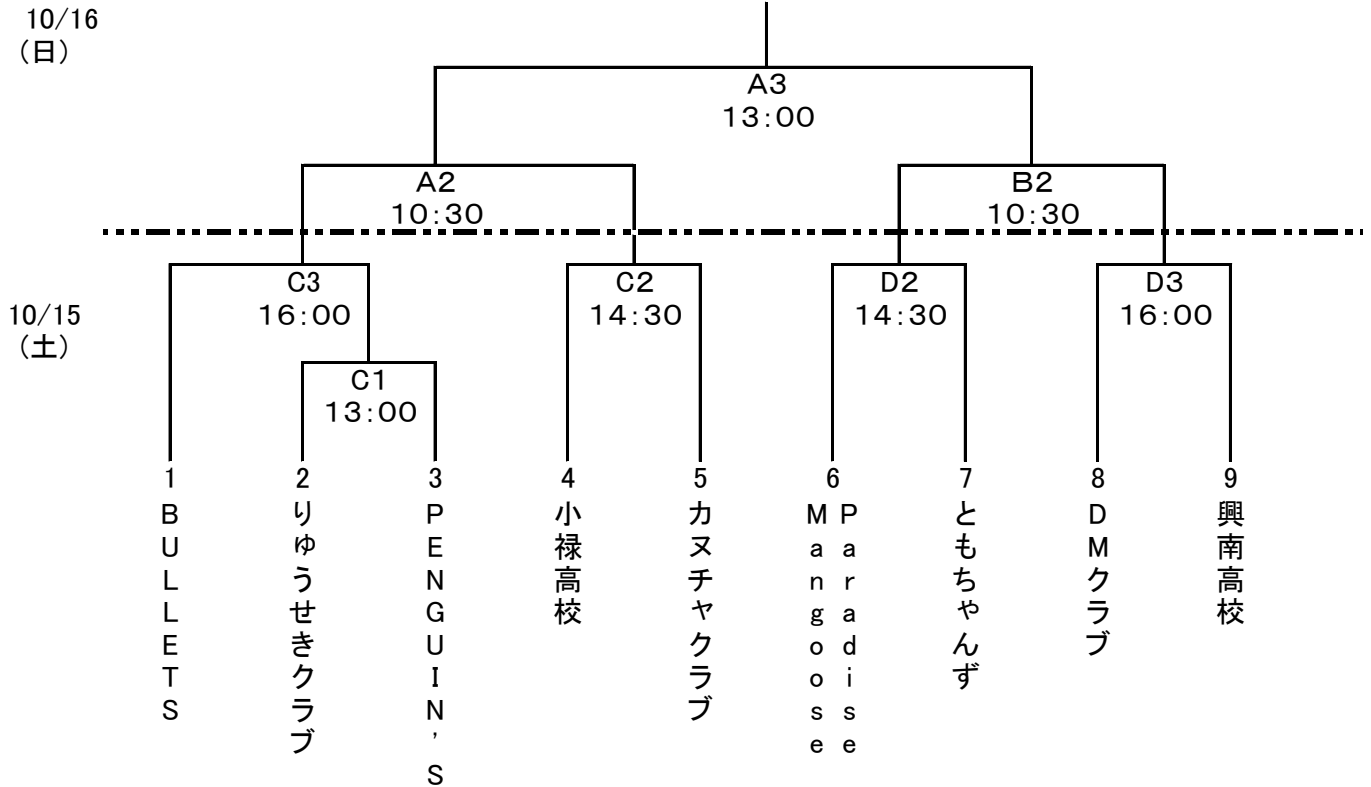 10/16
(日)
A3
13:00
A2
10:30
B2
10:30
10/15
(土)
C3
16:00
C2
14:30
D2
14:30
D3
16:00
C1
13:00
1
BULLETS
2
りゆうせきクラブ
3
PENGUIN'S
4
小禄高校
5
カヌチャクラブ
6
Mangoose
Paradise
7
ともちゃんず
8
DMクラブ
9
興南高校